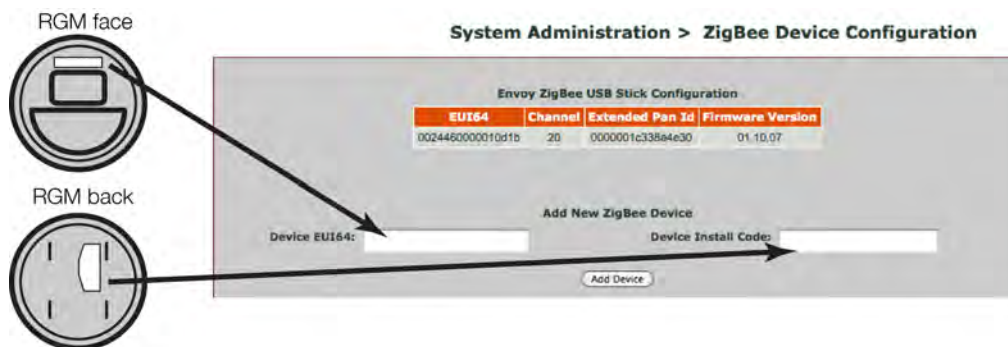 RGM face
System Administration > ZigBee Device Configuration
Envoy ZigBee USB Stick Configuration
EUI64 Channel Extended Pan Id Firmware Version
0024460000010d1b 20 0000001c338a4e30 01.10.07
RGM back
Add New ZigBee Device
Device EUI64: Device Install Code:
Add Device